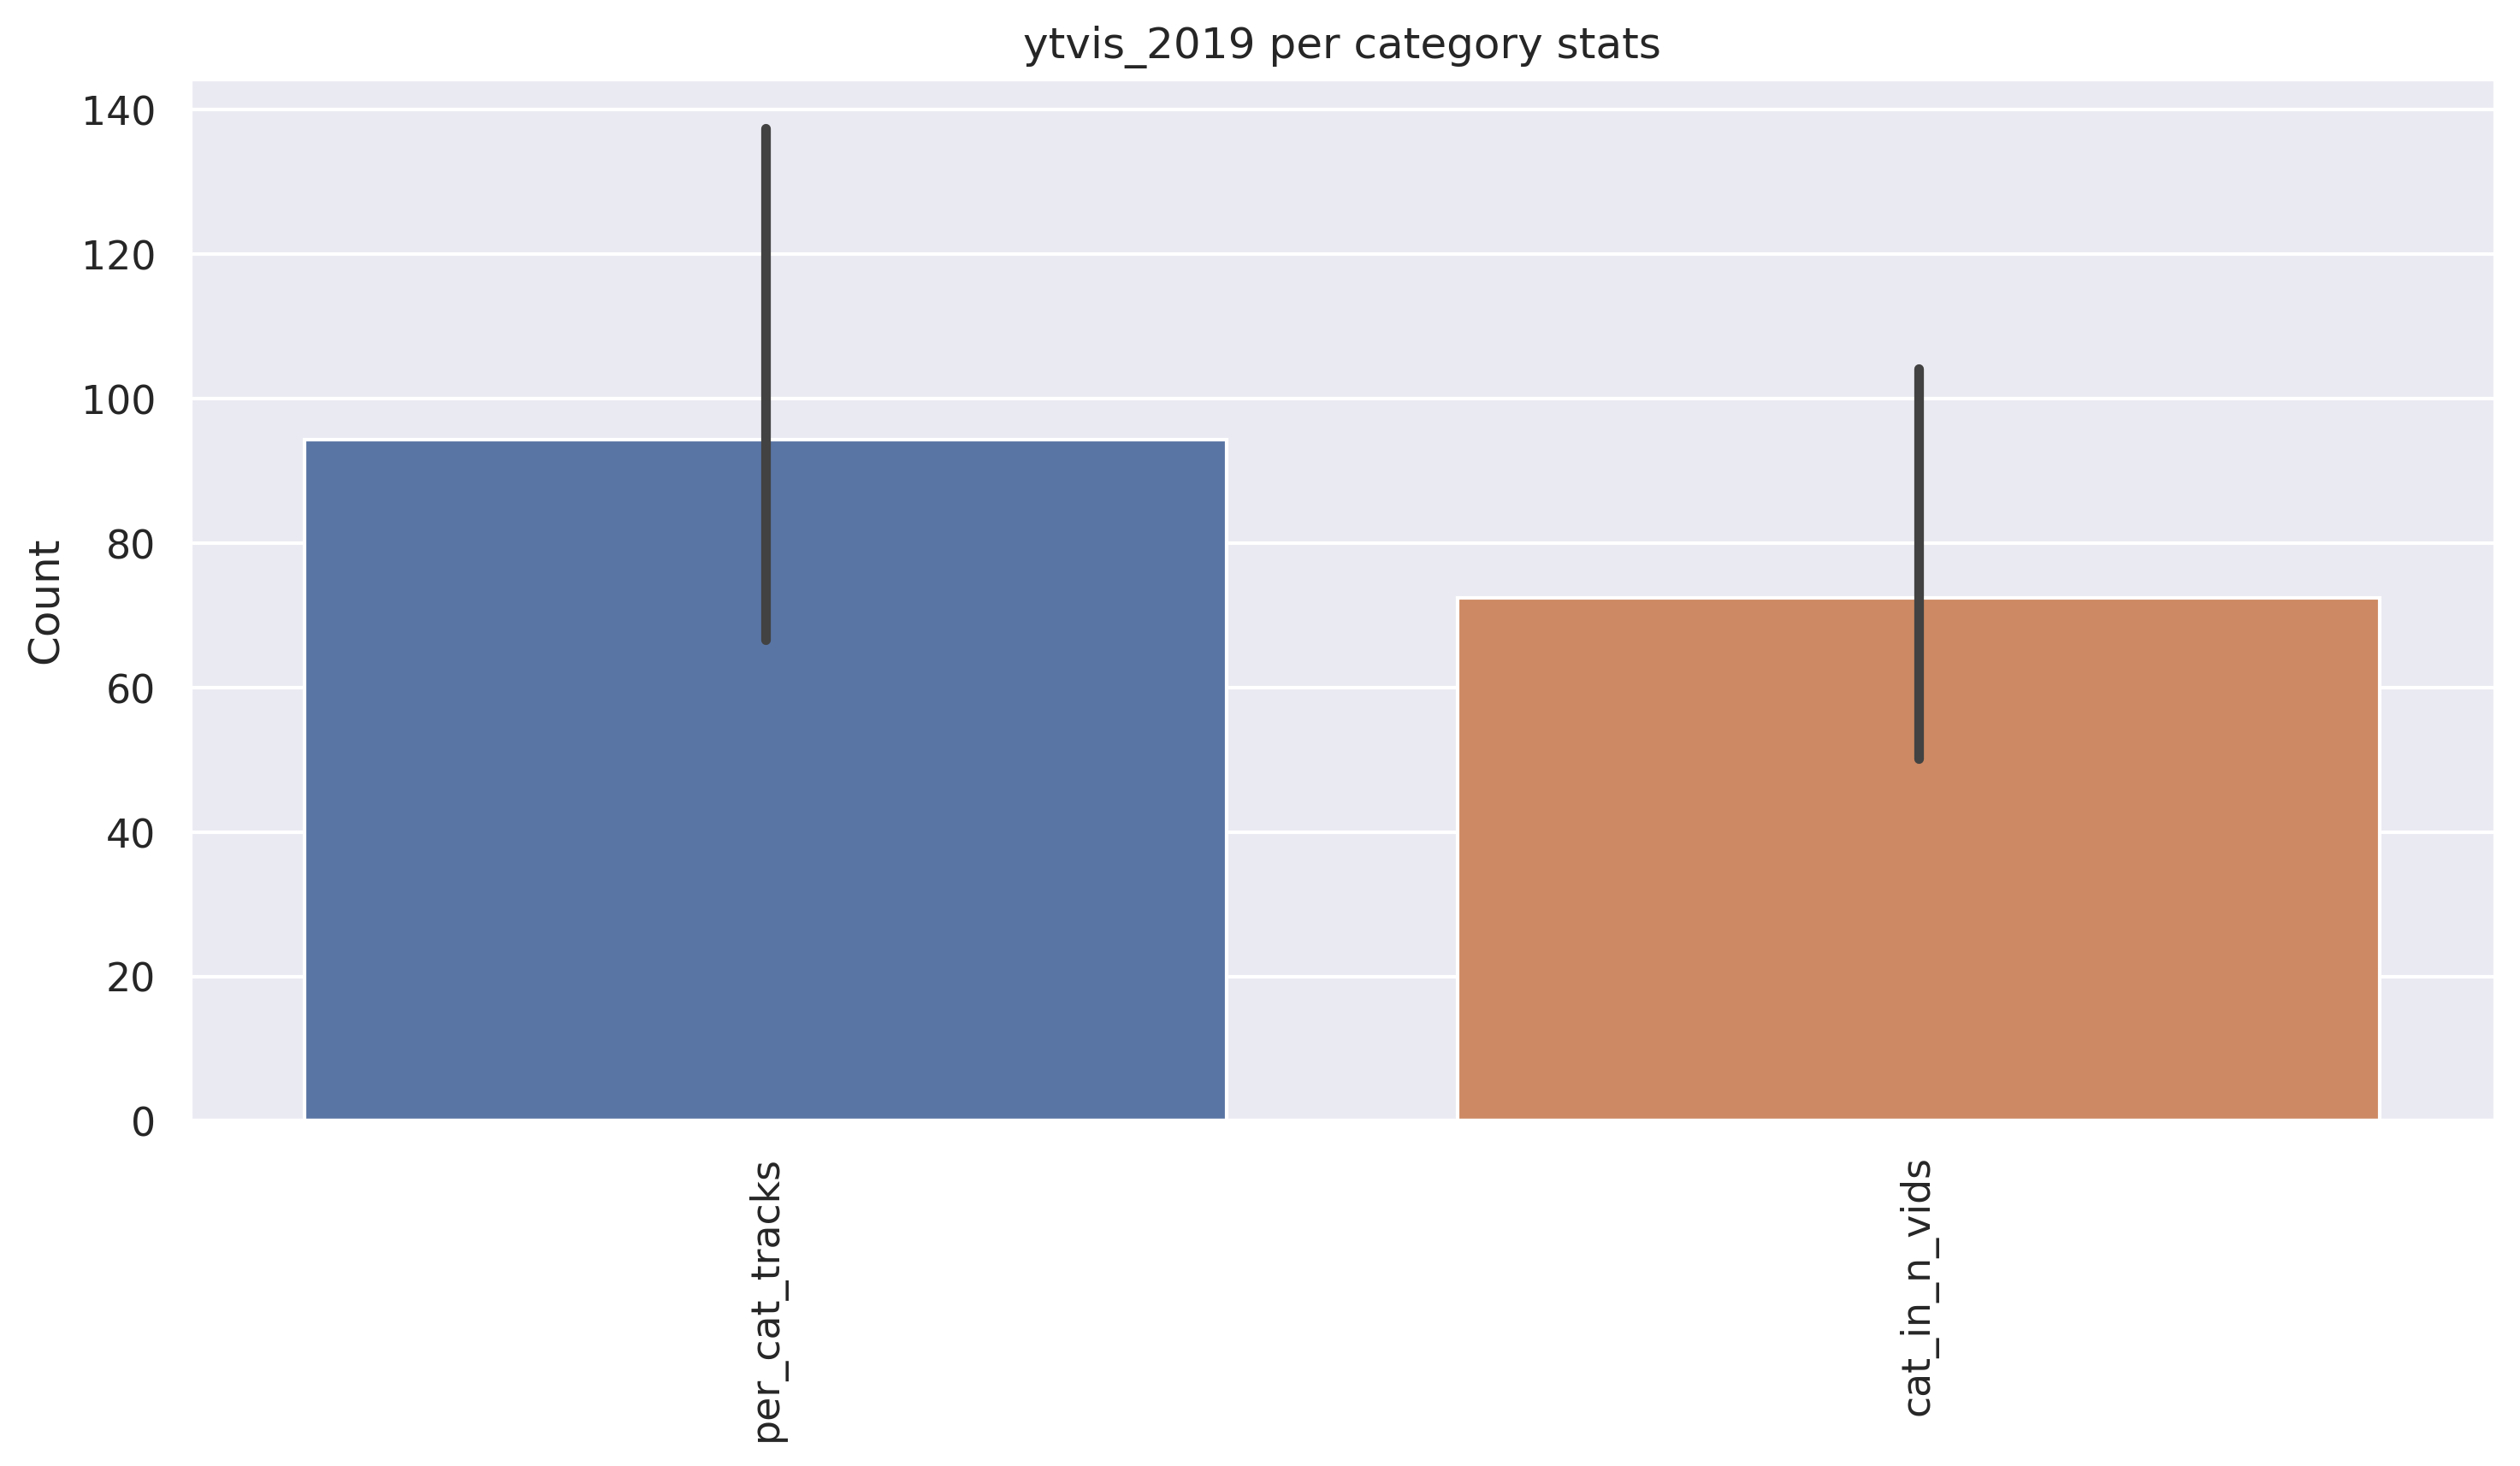 ytvis_2019 per category stats
Count
140
120
100
80
60
40
20
0
per_cat_tracks
cat_in_n_vids